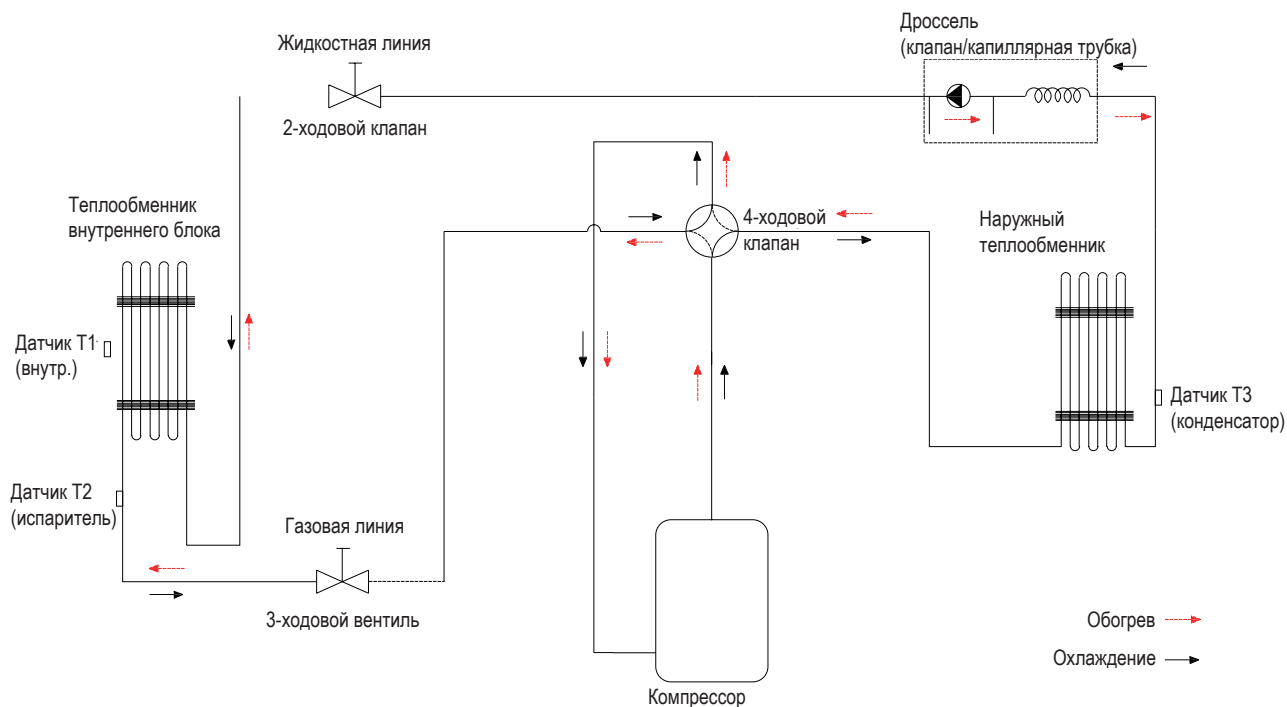 Дроссель
(клапан/капиллярная трубка)
Жидкостная линия
2-ходовой клапан
Теплообменник
внутреннего блока
4-ходовой
клапан
Наружный
теплообменник
Датчик T1
(внутр.)
Датчик T3
(конденсатор)
Датчик T2
(испаритель)
Газовая линия
3-ходовой вентиль
Обогрев
Охлаждение
Компрессор